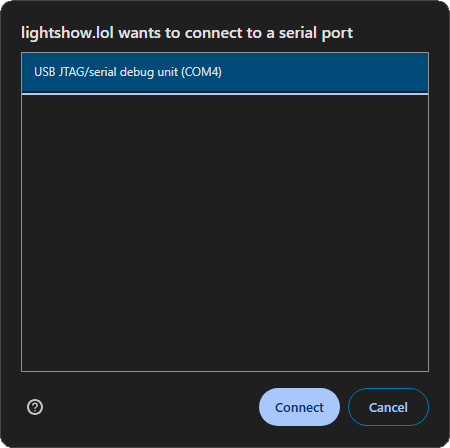 lightshow.lol wants to connect to a serial port
USB JTAG/serial debug unit (COM4)
Connect
Cancel